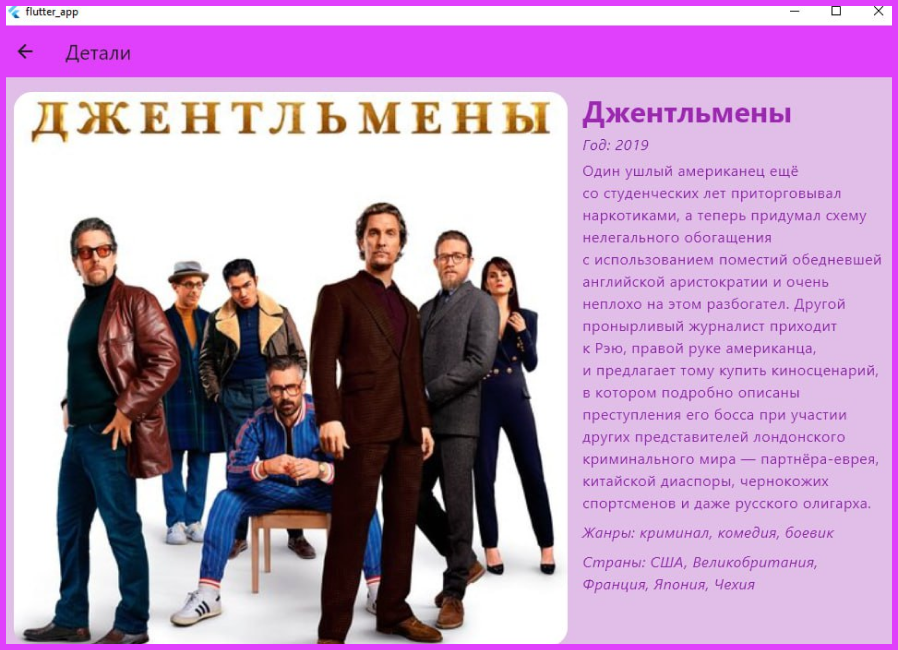 flutter_app
Детали
ДЖЕНТЛЬМЕНЫ
Джентльмены
Год: 2019
Один ушлый американец ещё
со студенческих лет приторговывал
наркотиками, а теперь придумал схему
нелегального обогащения
с использованием поместий обедневшей
английской аристократии и очень
неплохо на этом разбогател. Другой
пронырливый журналист приходит
к Рэю, правой руке американца,
и предлагает тому купить киносценарий,
в котором подробно описаны
преступления его босса при участии
других представителей лондонского
криминального мира — партнёра-еврея,
китайской диаспоры, чернокожих
спортсменов и даже русского олигарха.
Жанры: криминал, комедия, боевик
Страны: США, Великобритания,
Франция, Япония, Чехия